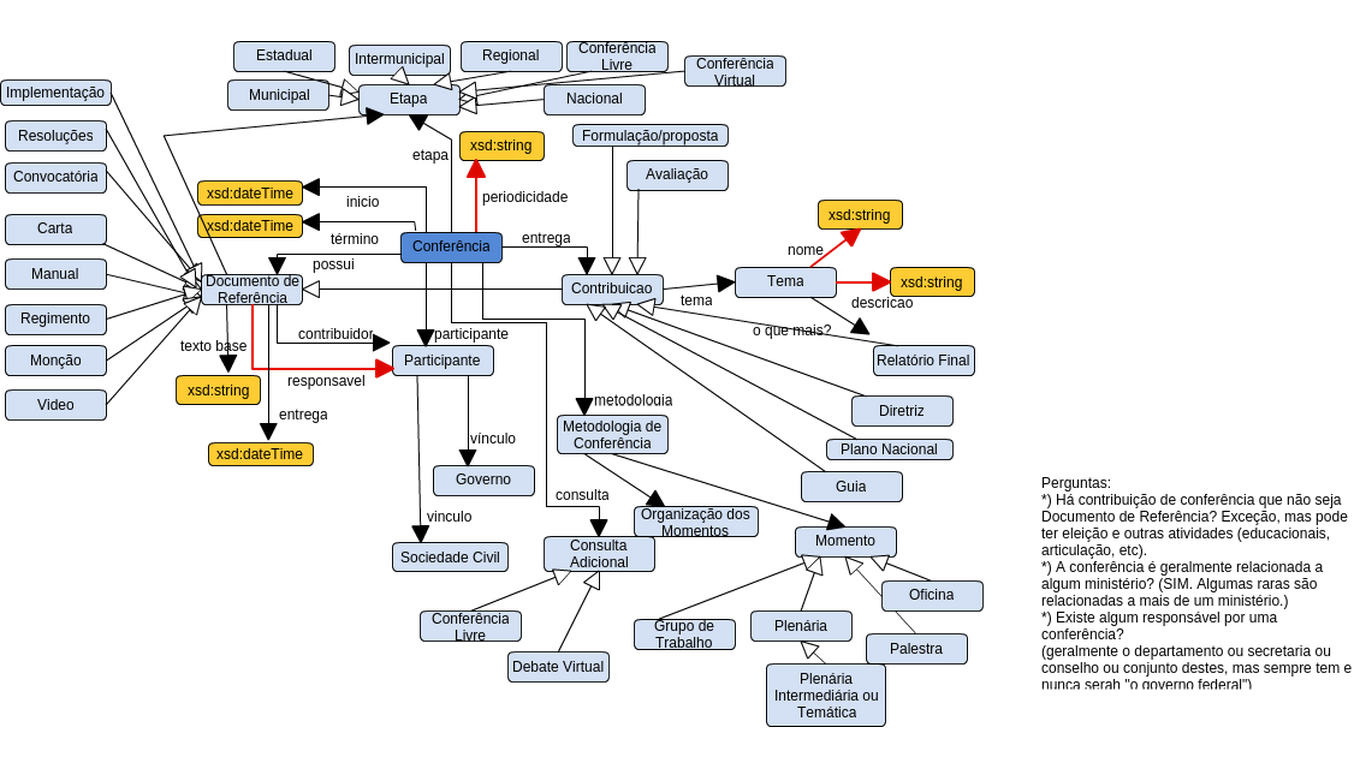 Estadual
Intermunicipal
Regional
Conferência
Livre
Conferência
Virtual
Implementação
Municipal
Etapa
Nacional
Resoluções
etapa
xsd:string
Formulação/proposta
Convocatória
Avaliação
xsd:dateTime
inicio
periodicidade
xsd:string
Carta
xsd:dateTime
término
Conferência
entrega
nome
possui
Manual
Documento de
Referência
Contribuicao
tema
Tema
xsd:string
descricao
Regimento
contribuidor
participante
o que mais?
texto base
Monção
Participante
Relatório Final
responsavel
xsd:string
Video
entrega
metodologia
Diretriz
xsd:dateTime
vínculo
Metodologia de
Conferência
Plano Nacional
Governo
Guia
consulta
vinculo
Organização dos
Momentos
Sociedade Civil
Consulta
Adicional
Momento
Oficina
Conferência
Livre
Grupo de
Trabalho
Plenária
Palestra
Debate Virtual
Plenária
Intermediária ou
Temática
Perguntas:
*) Há contribuição de conferência que não seja
Documento de Referência? Exceção, mas pode
ter eleição e outras atividades (educacionais,
articulação, etc).
*) A conferência é geralmente relacionada a
algum ministério? (SIM. Algumas raras são
relacionadas a mais de um ministério.)
*) Existe algum responsável por uma
conferência?
(geralmente o departamento ou secretaria ou
conselho ou conjunto destes, mas sempre tem e
nunca serah "o governo federal")